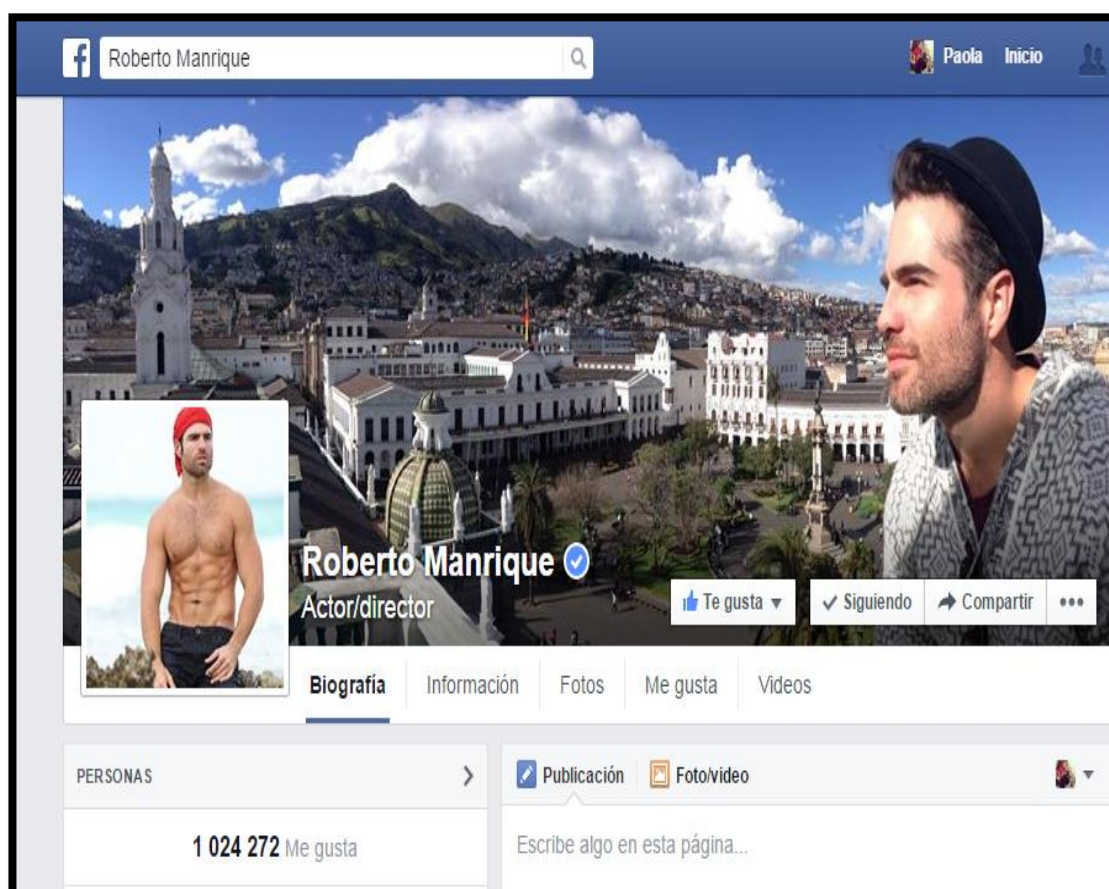 Roberto Manrique
Paola Inicio
Roberto Manrique
Actor/director
Te gusta Siguiendo Compartir
Biografía Información Fotos Me gusta Videos
PERSONAS
1 024 272 Me gusta
Publicación Foto/video
Escribe algo en esta página...